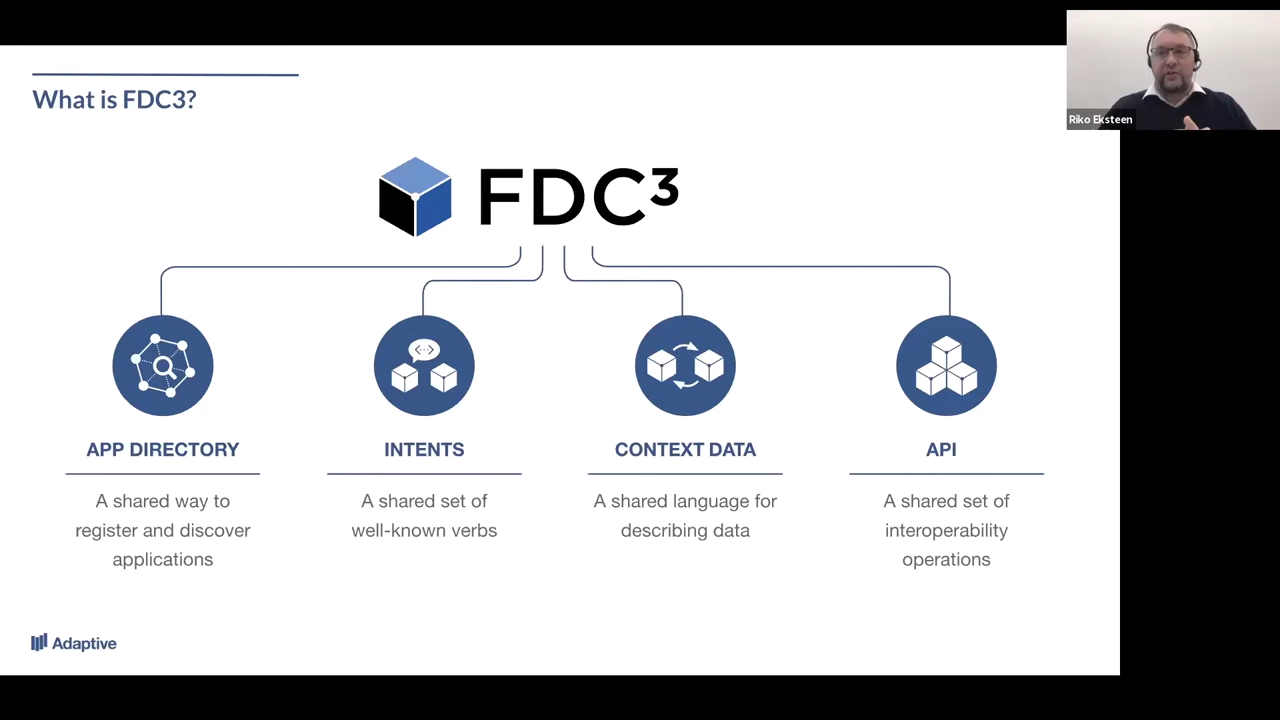 What is FDC3?
Riko Eksteen
FDC³
APP DIRECTORY
A shared way to
register and discover
applications
INTENTS
A shared set of
well-known verbs
CONTEXT DATA
A shared language for
describing data
API
A shared set of
interoperability
operations
Adaptive